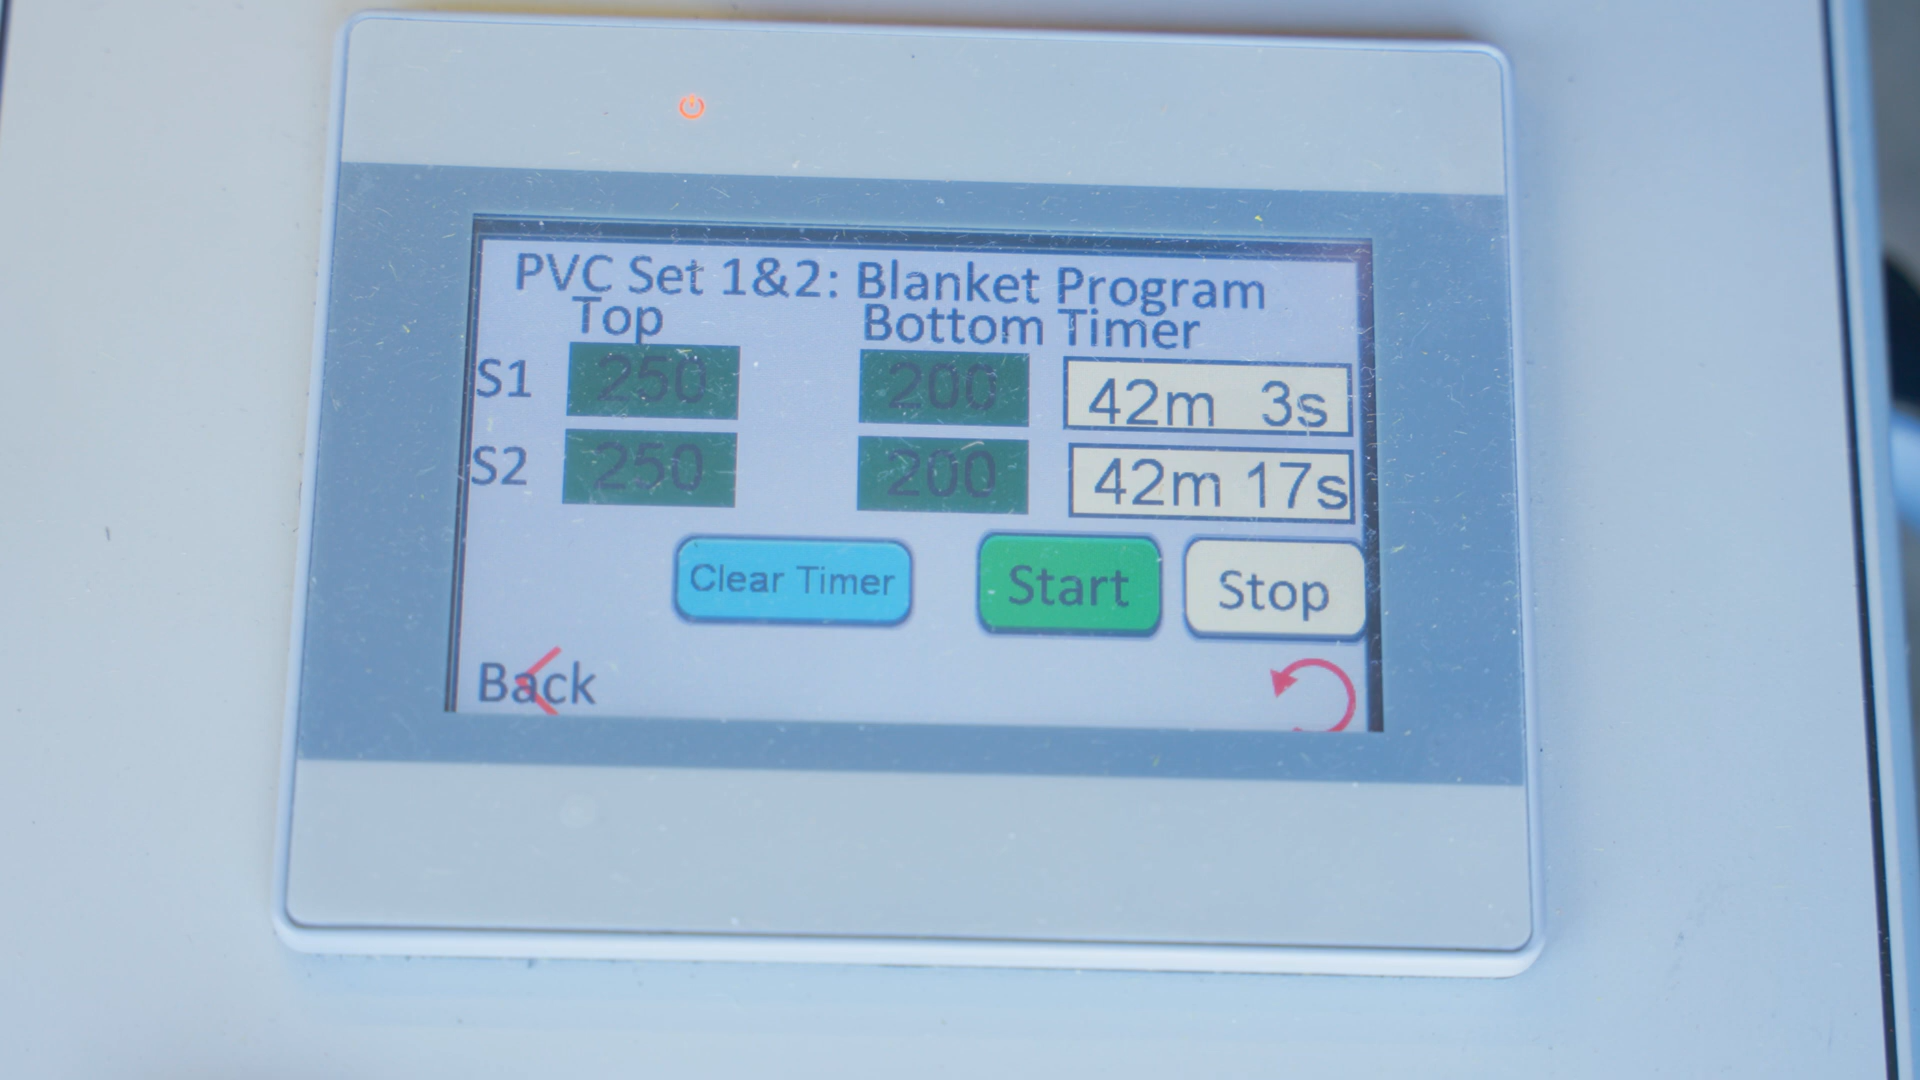 PVC Set 1&2: Blanket Program
Top Bottom Timer
S1 250 200 42m 3s
S2 250 200 42m 17s
Clear Timer Start Stop
Back